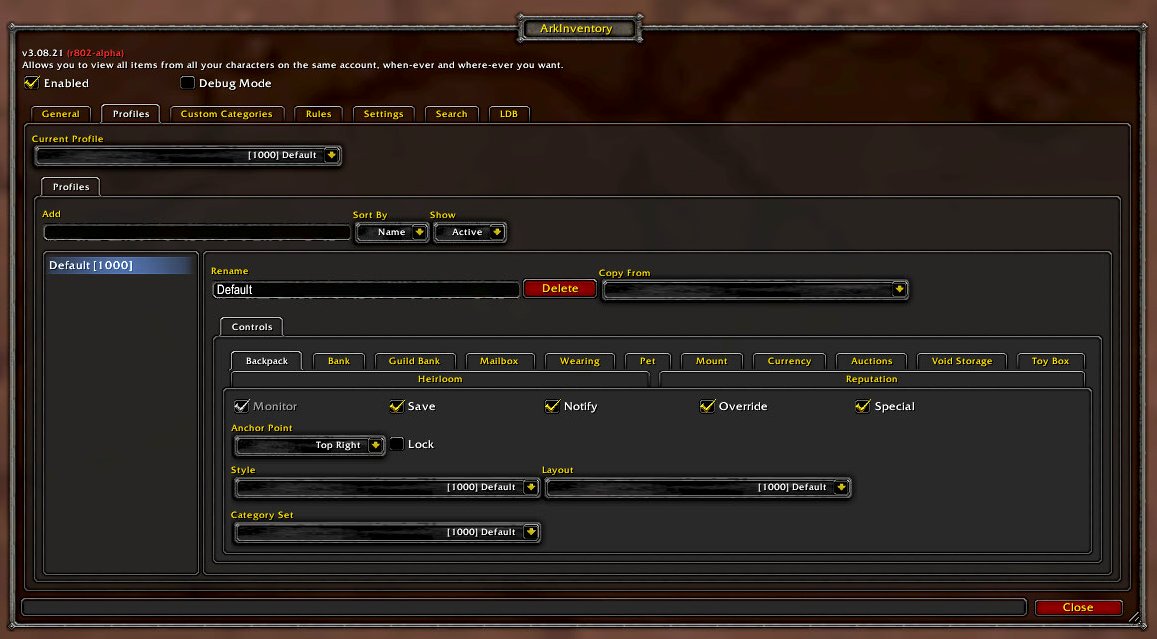 ArkInventory
v3.08.21 (r802-alpha)
Allows you to view all items from all your characters on the same account, when-ever and where-ever you want.
Enabled Debug Mode
General Profiles Custom Categories Rules Settings Search LDB
Current Profile
[1000] Default
Profiles
Add Sort By Show
Name Active
Default [1000]
Rename Copy From
Default Delete
Controls
Backpack Bank Guild Bank Mailbox Wearing Pet Mount Currency Auctions Void Storage Toy Box
Heirloom Reputation
Monitor Save Notify Override Special
Anchor Point
Top Right Lock
Style Layout
[1000] Default [1000] Default
Category Set
[1000] Default
Close